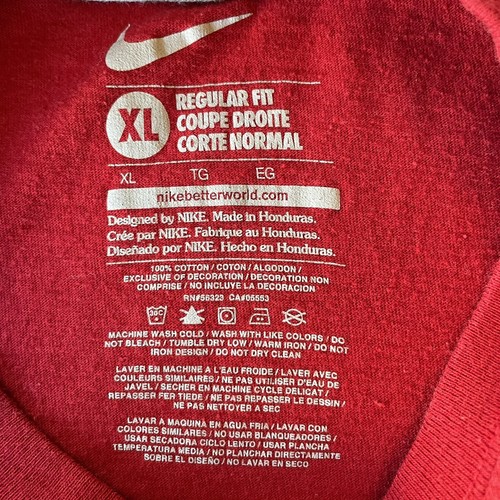 XL
REGULAR FIT
COUPE DROITE
CORTE NORMAL
XL TG EG
nikebetterworld.com
Designed by NIKE. Made in Honduras.
Crée par NIKE. Fabrique au Honduras.
Diseñado por NIKE. Hecho en Honduras.
100% COTTON / COTON / ALGODON /
EXCLUSIVE OF DECORATION / DECORATION NON
COMPRISE / NO INCLUYE LA DECORACION
RN#56323 CA#05553
30C
MACHINE WASH COLD / WASH WITH LIKE COLORS / DO
NOT BLEACH / TUMBLE DRY LOW / WARM IRON / DO NOT
IRON DESIGN / DO NOT DRY CLEAN
LAVER EN MACHINE A L'EAU FROIDE / LAVER AVEC
COULEURS SIMILAIRES / NE PAS UTILISER D'EAU DE
JAVEL / SECHER EN MACHINE CYCLE DELICAT /
REPASSER FER TIEDE / NE PAS REPASSER LE DESSIN /
NE PAS NETTOYER A SEC
LAVAR A MAQUINA EN AGUA FRIA / LAVAR CON
COLORES SIMILARES / NO USAR BLANQUEADORES /
USAR SECADORA CICLO LENTO / USAR PLANCHA
TEMPERATURA MEDIA / NO PLANCHAR DIRECTAMENTE
SOBRE EL DISEÑO / NO LAVAR EN SECO